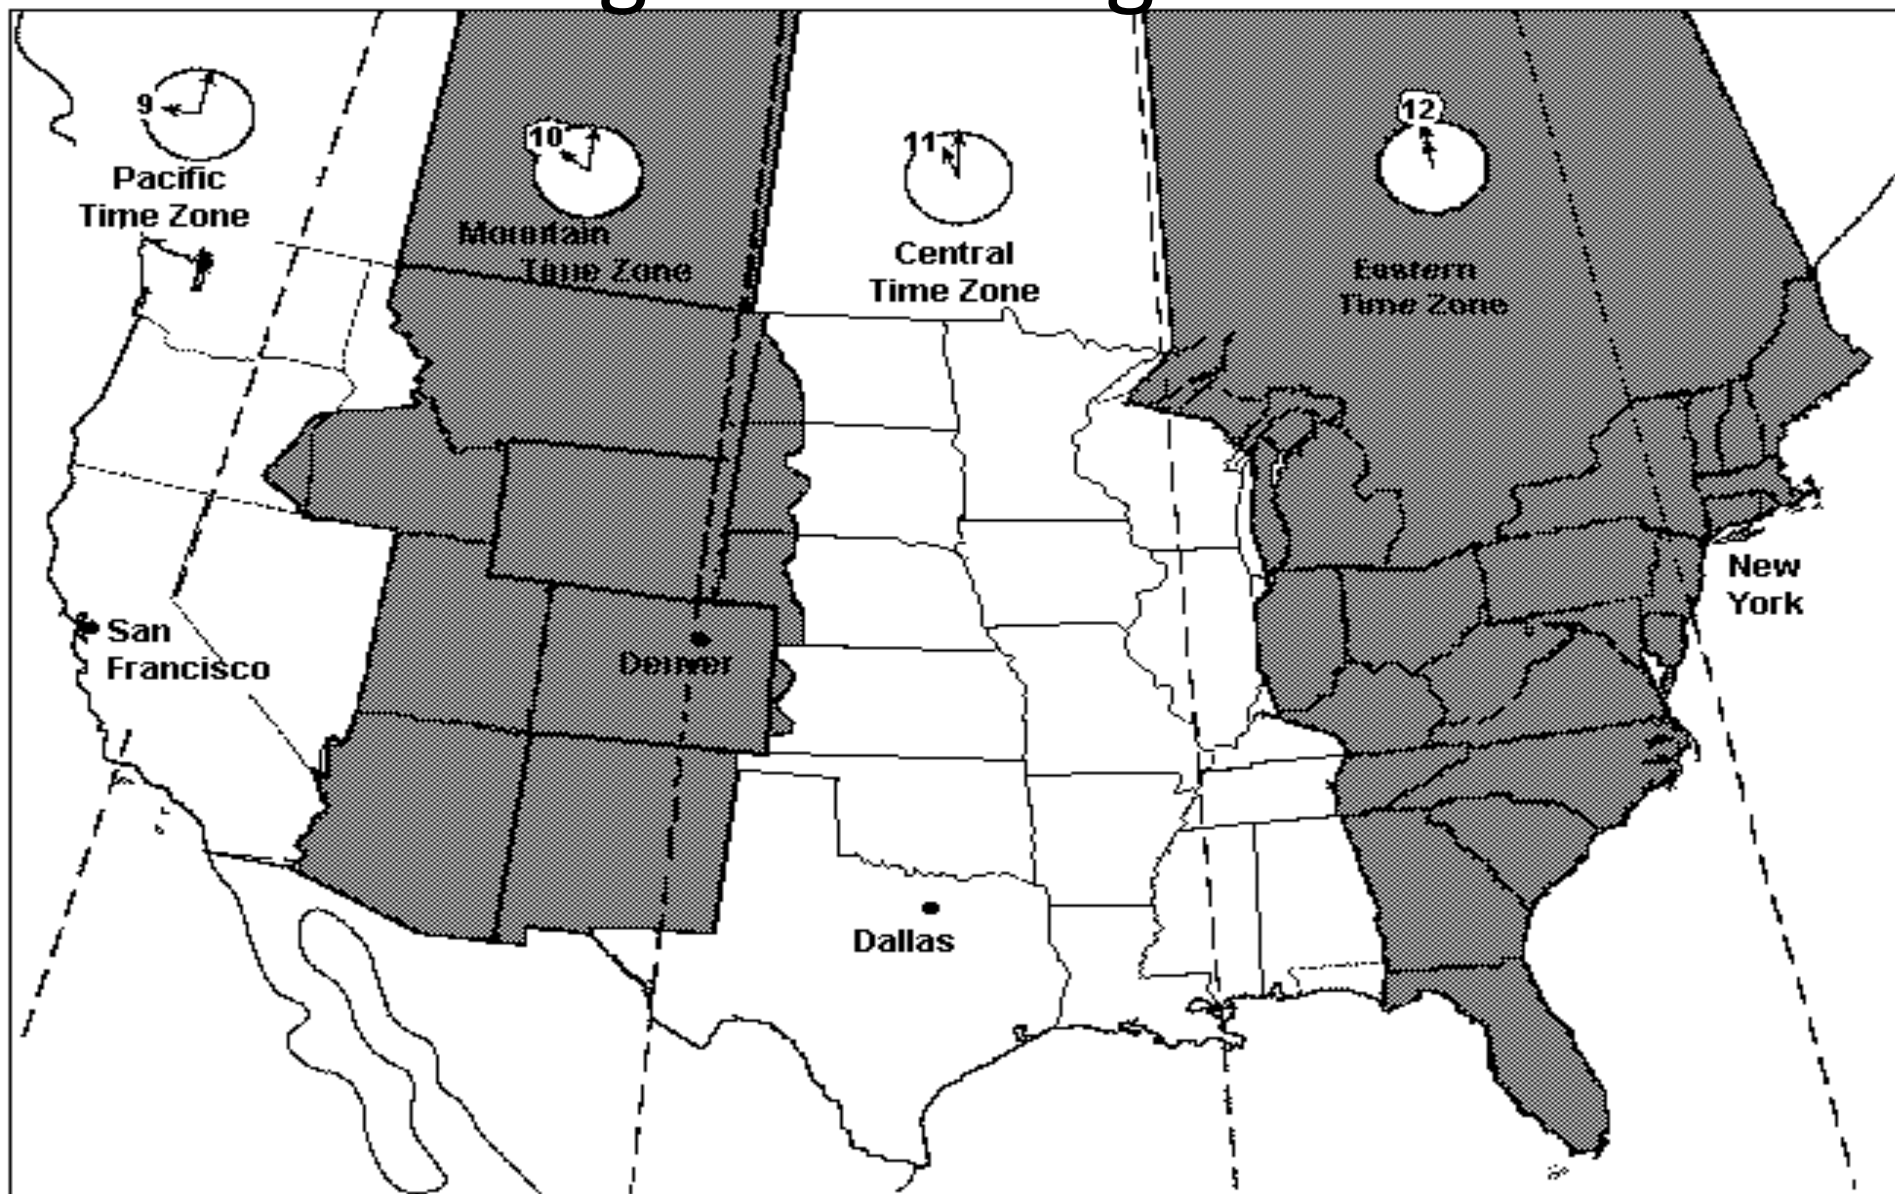 9
Pacific
Time Zone
10
Mountain
Time Zone
11
Central
Time Zone
12
Eastern
Time Zone
San
Francisco
Denver
Dallas
New
York